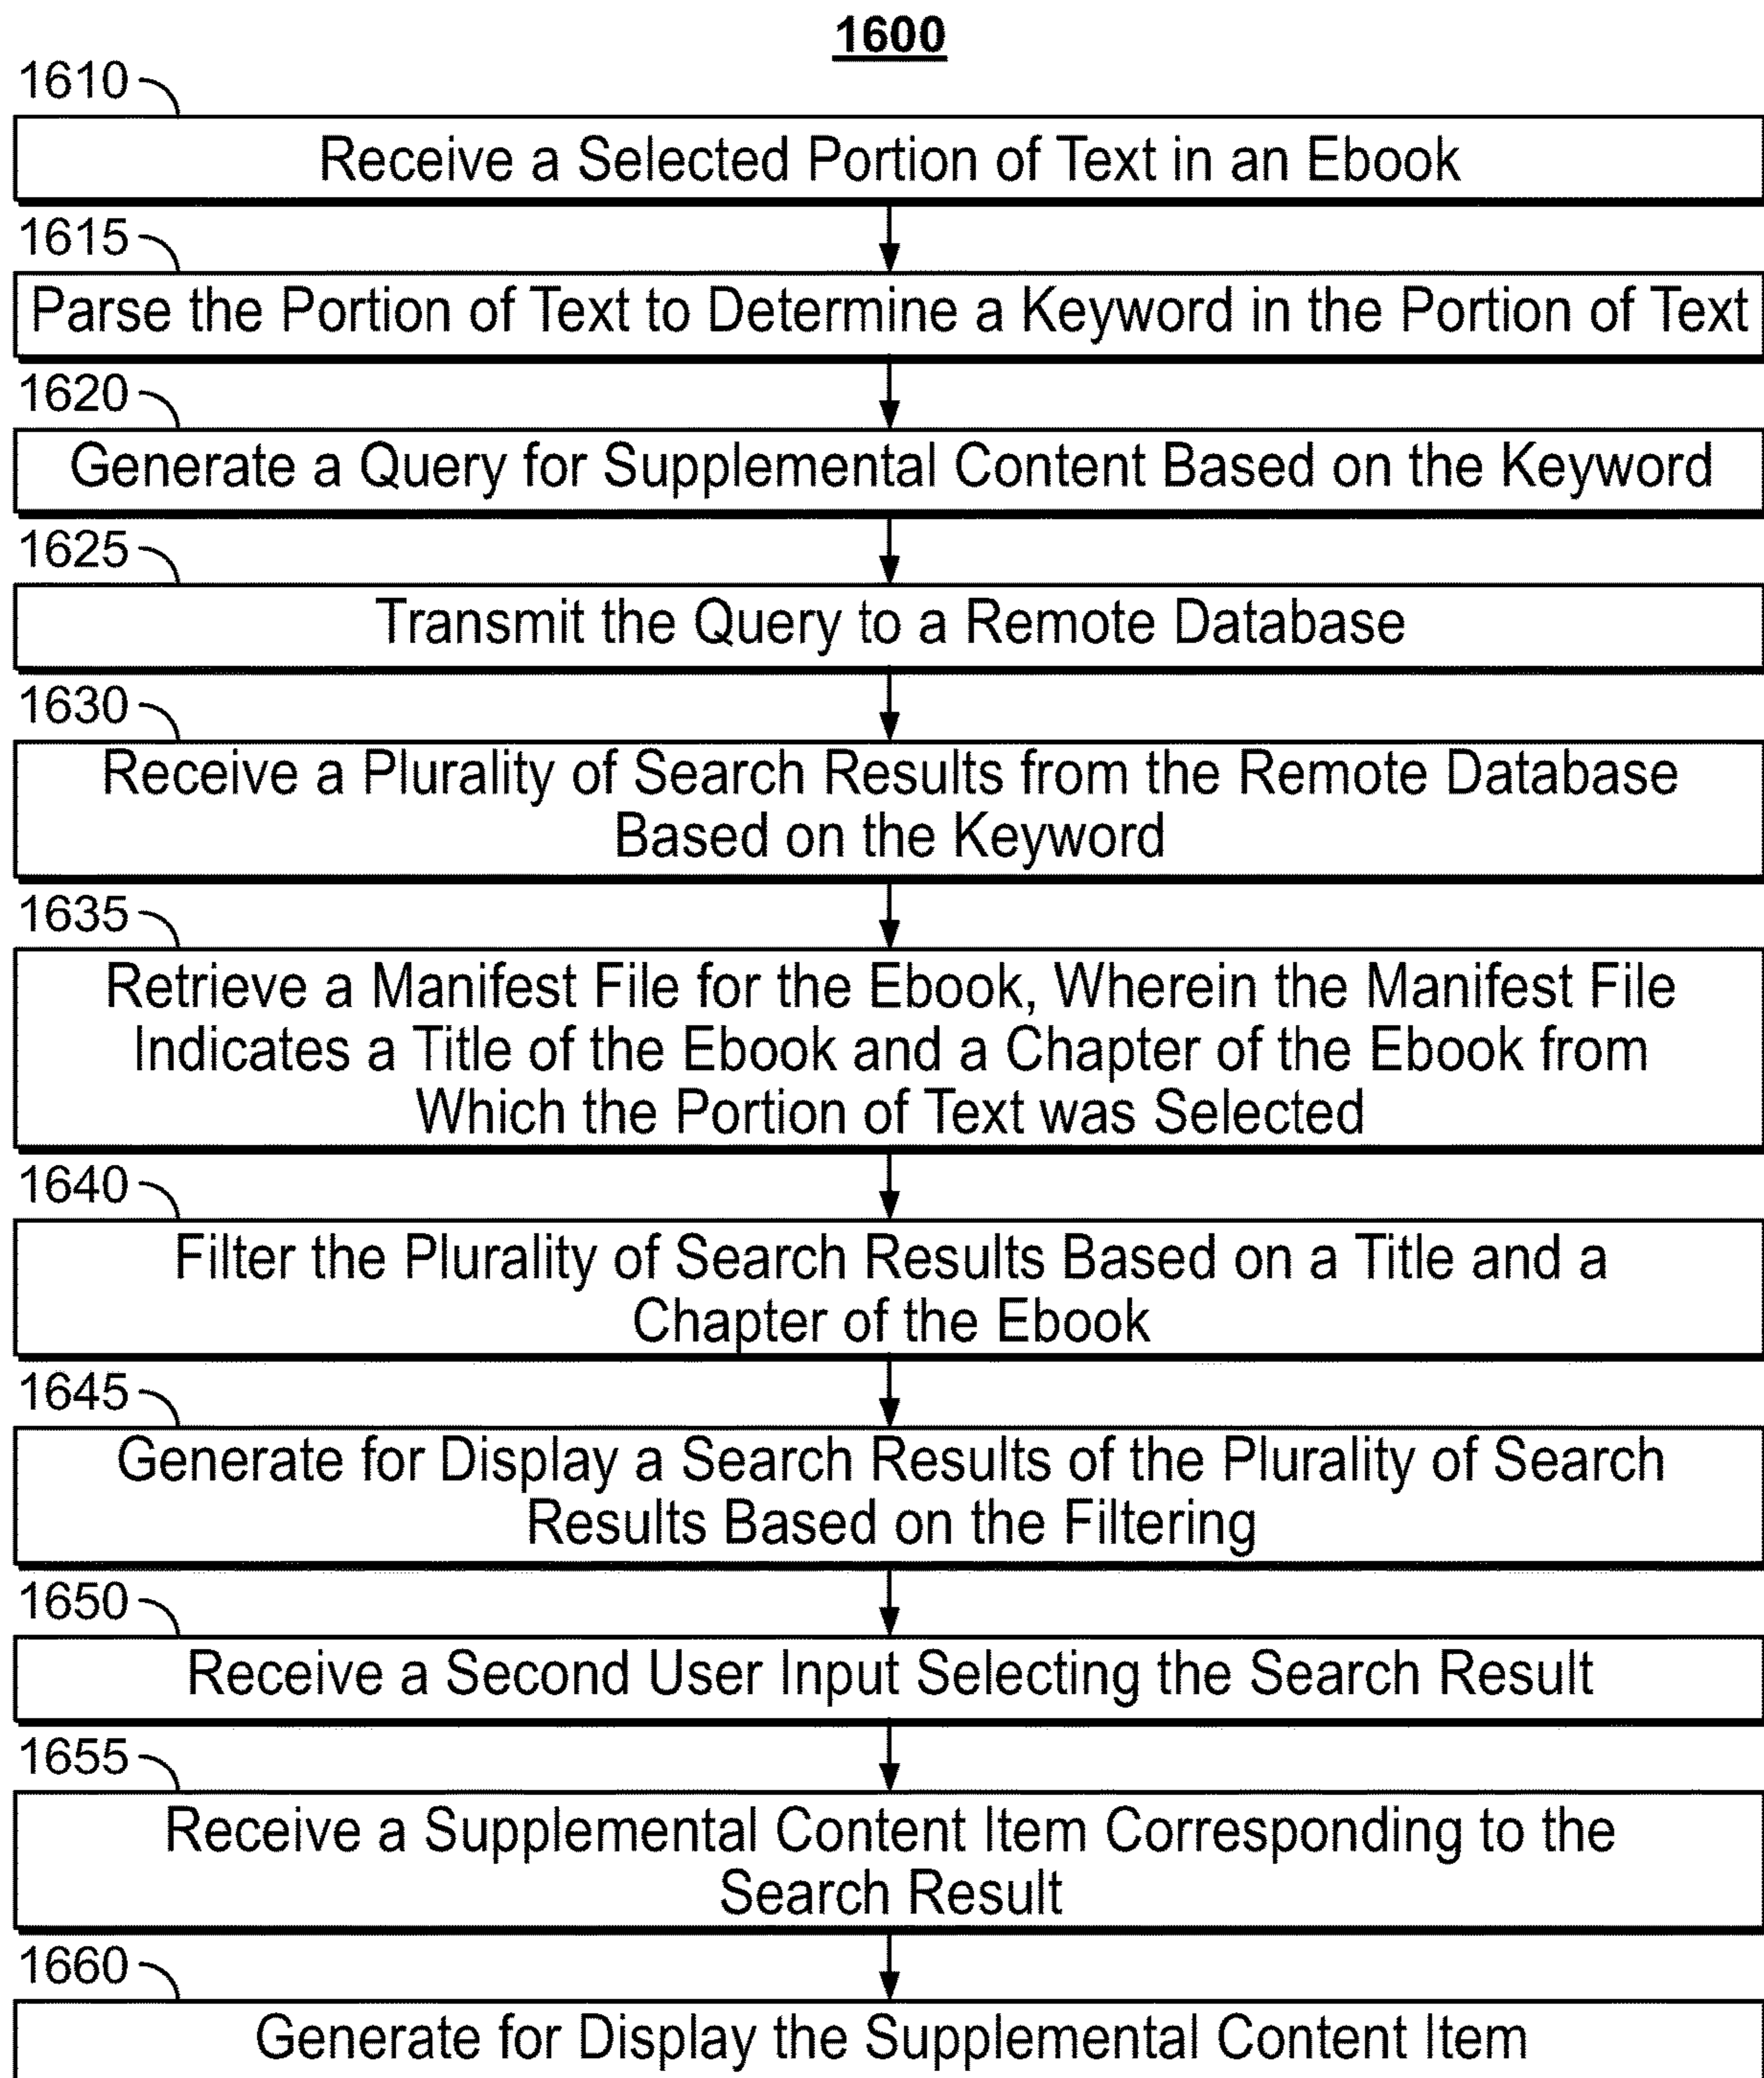 1600
1610
Receive a Selected Portion of Text in an Ebook
1615
Parse the Portion of Text to Determine a Keyword in the Portion of Text
1620
Generate a Query for Supplemental Content Based on the Keyword
1625
Transmit the Query to a Remote Database
1630
Receive a Plurality of Search Results from the Remote Database
Based on the Keyword
1635
Retrieve a Manifest File for the Ebook, Wherein the Manifest File
Indicates a Title of the Ebook and a Chapter of the Ebook from
Which the Portion of Text was Selected
1640
Filter the Plurality of Search Results Based on a Title and a
Chapter of the Ebook
1645
Generate for Display a Search Results of the Plurality of Search
Results Based on the Filtering
1650
Receive a Second User Input Selecting the Search Result
1655
Receive a Supplemental Content Item Corresponding to the
Search Result
1660
Generate for Display the Supplemental Content Item